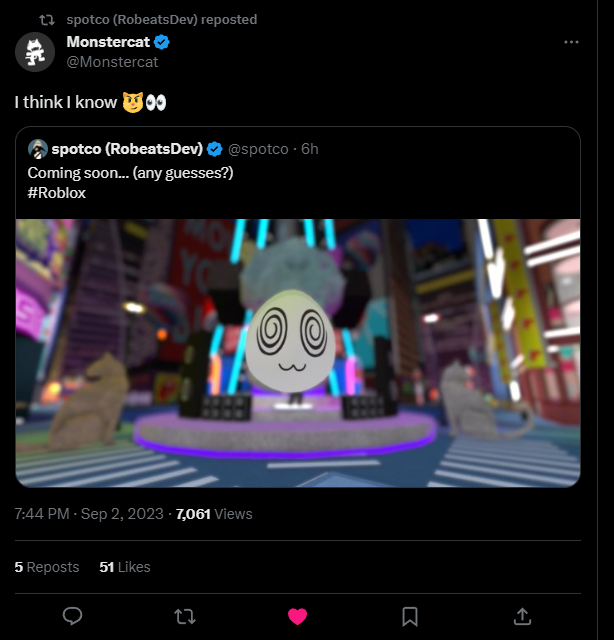 spotco (RobeatsDev) reposted
Monstercat
@Monstercat
I think I know 😼👀
spotco (RobeatsDev) @spotco · 6h
Coming soon... (any guesses?)
#Roblox
7:44 PM · Sep 2, 2023 · 7,061 Views
5 Reposts 51 Likes